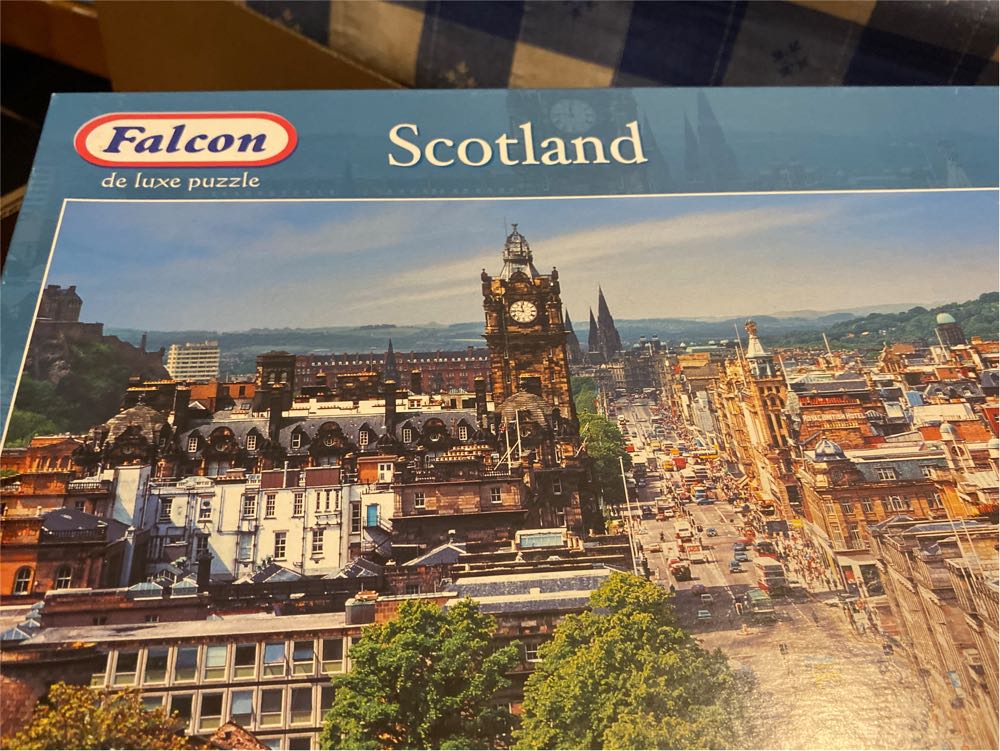 Falcon
de luxe puzzle
Scotland